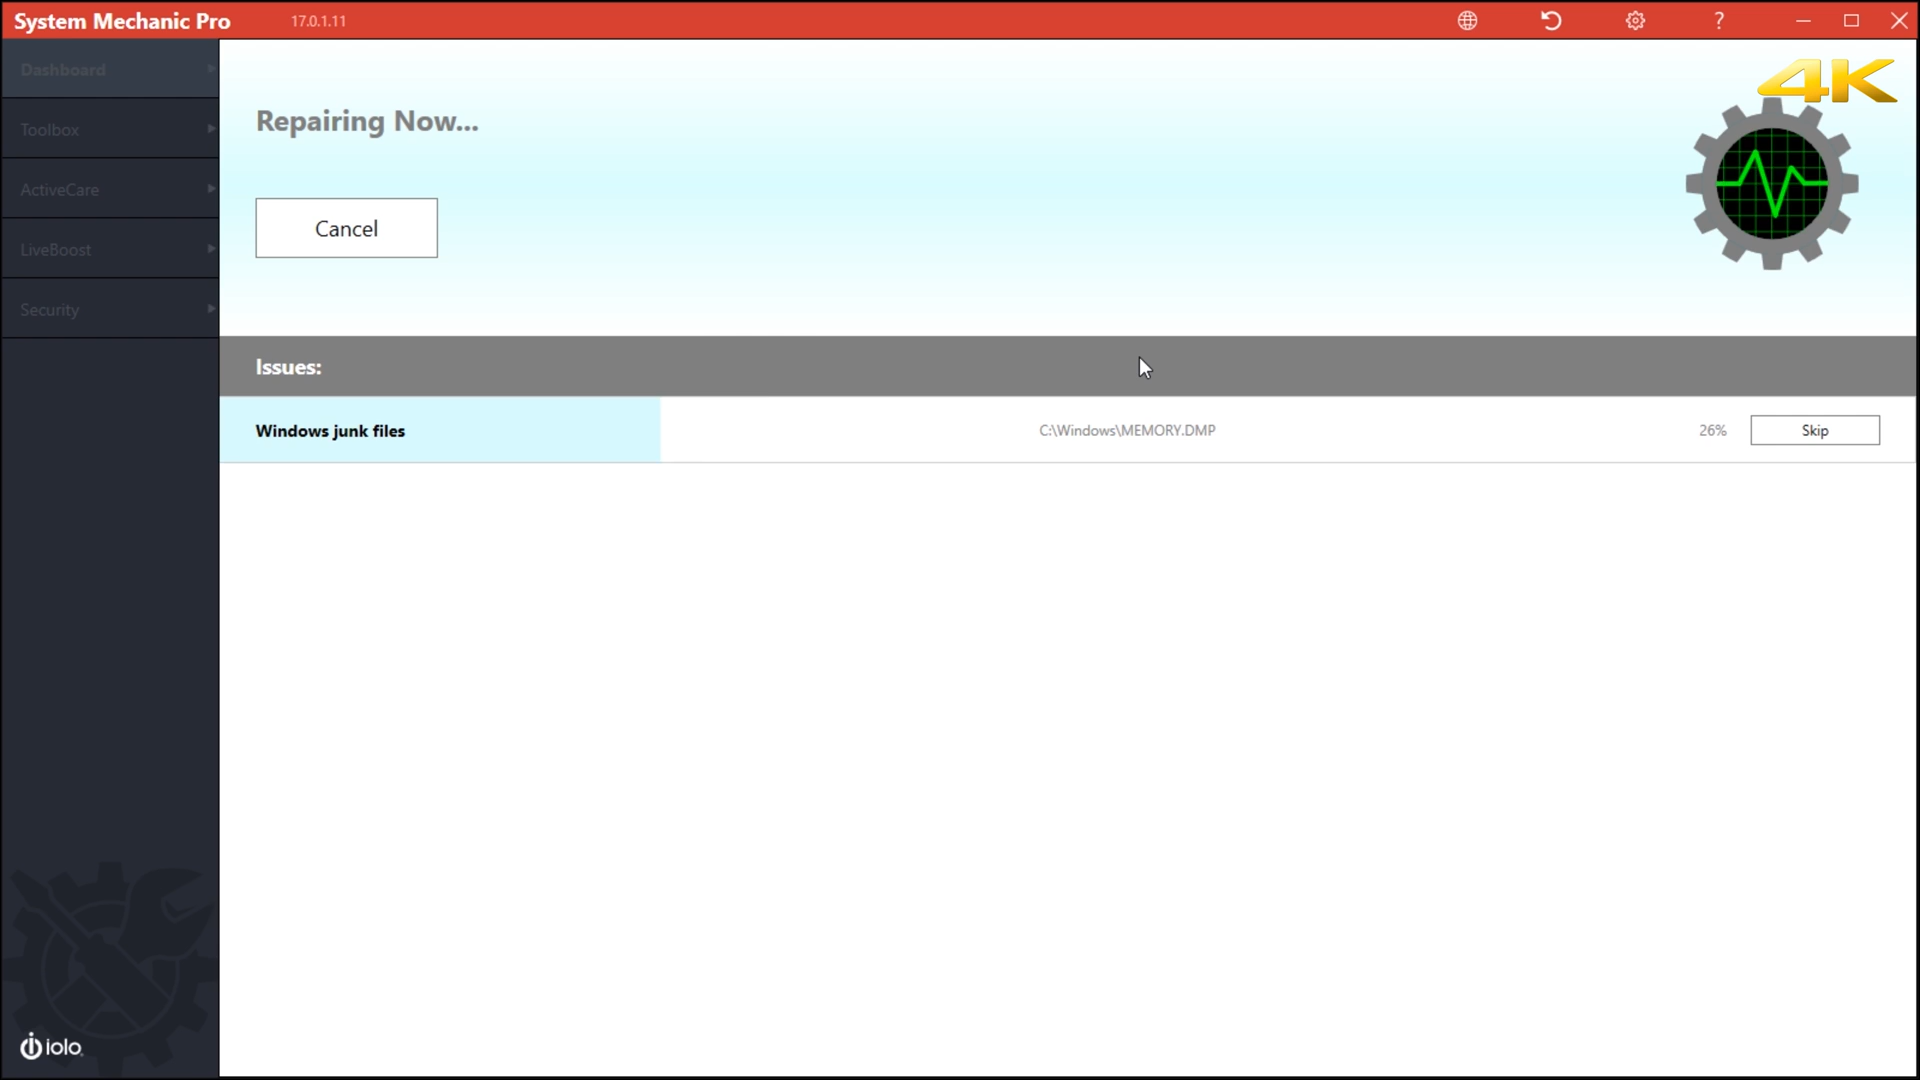 System Mechanic Pro 17.0.1.11
4K
Dashboard
Toolbox
ActiveCare
LiveBoost
Security
Repairing Now...
Cancel
Issues:
Windows junk files C:\Windows\MEMORY.DMP 26% Skip
iolo